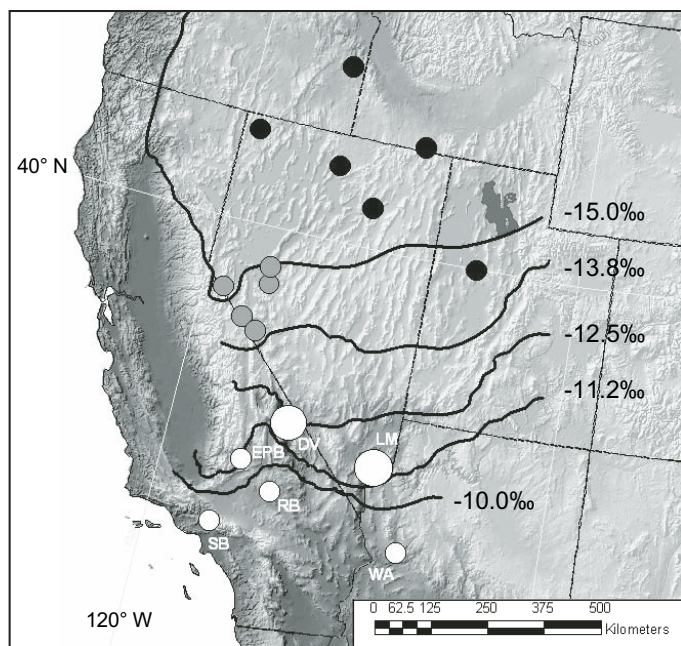 40° N
-15.0‰
-13.8‰
-12.5‰
-11.2‰
DV
LM
EPB
RB
-10.0‰
SB
WA
120° W
0 62.5 125 250 375 500
Kilometers